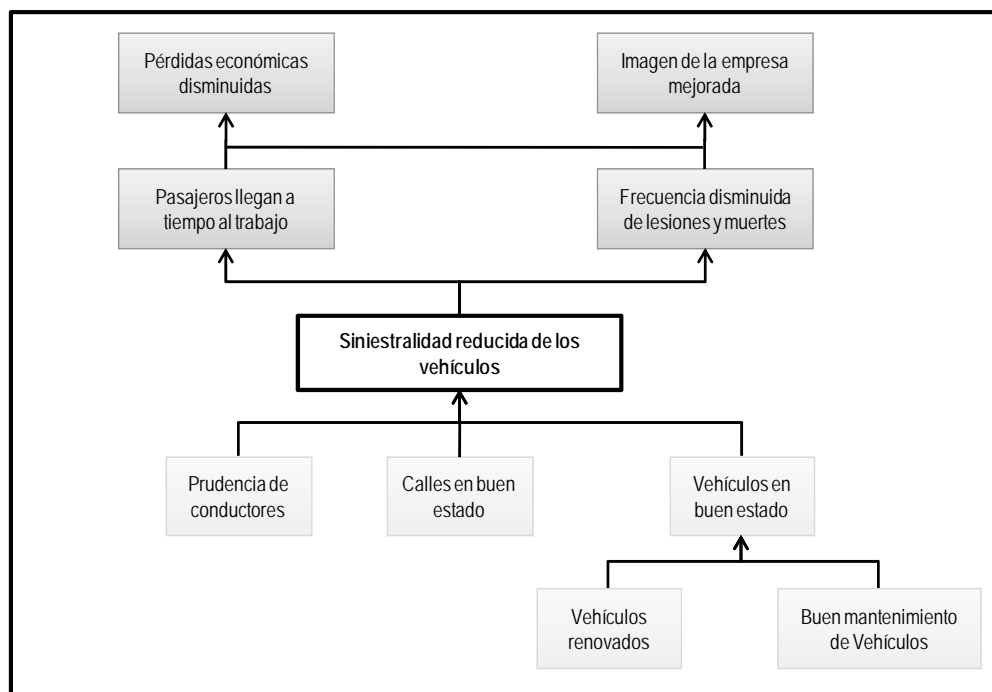 Pérdidas económicas
disminuidas
Imagen de la empresa
mejorada
Pasajeros llegan a
tiempo al trabajo
Frecuencia disminuida
de lesiones y muertes
Siniestralidad reducida de los
vehículos
Prudencia de
conductores
Calles en buen
estado
Vehículos en
buen estado
Vehículos
renovados
Buen mantenimiento
de Vehículos